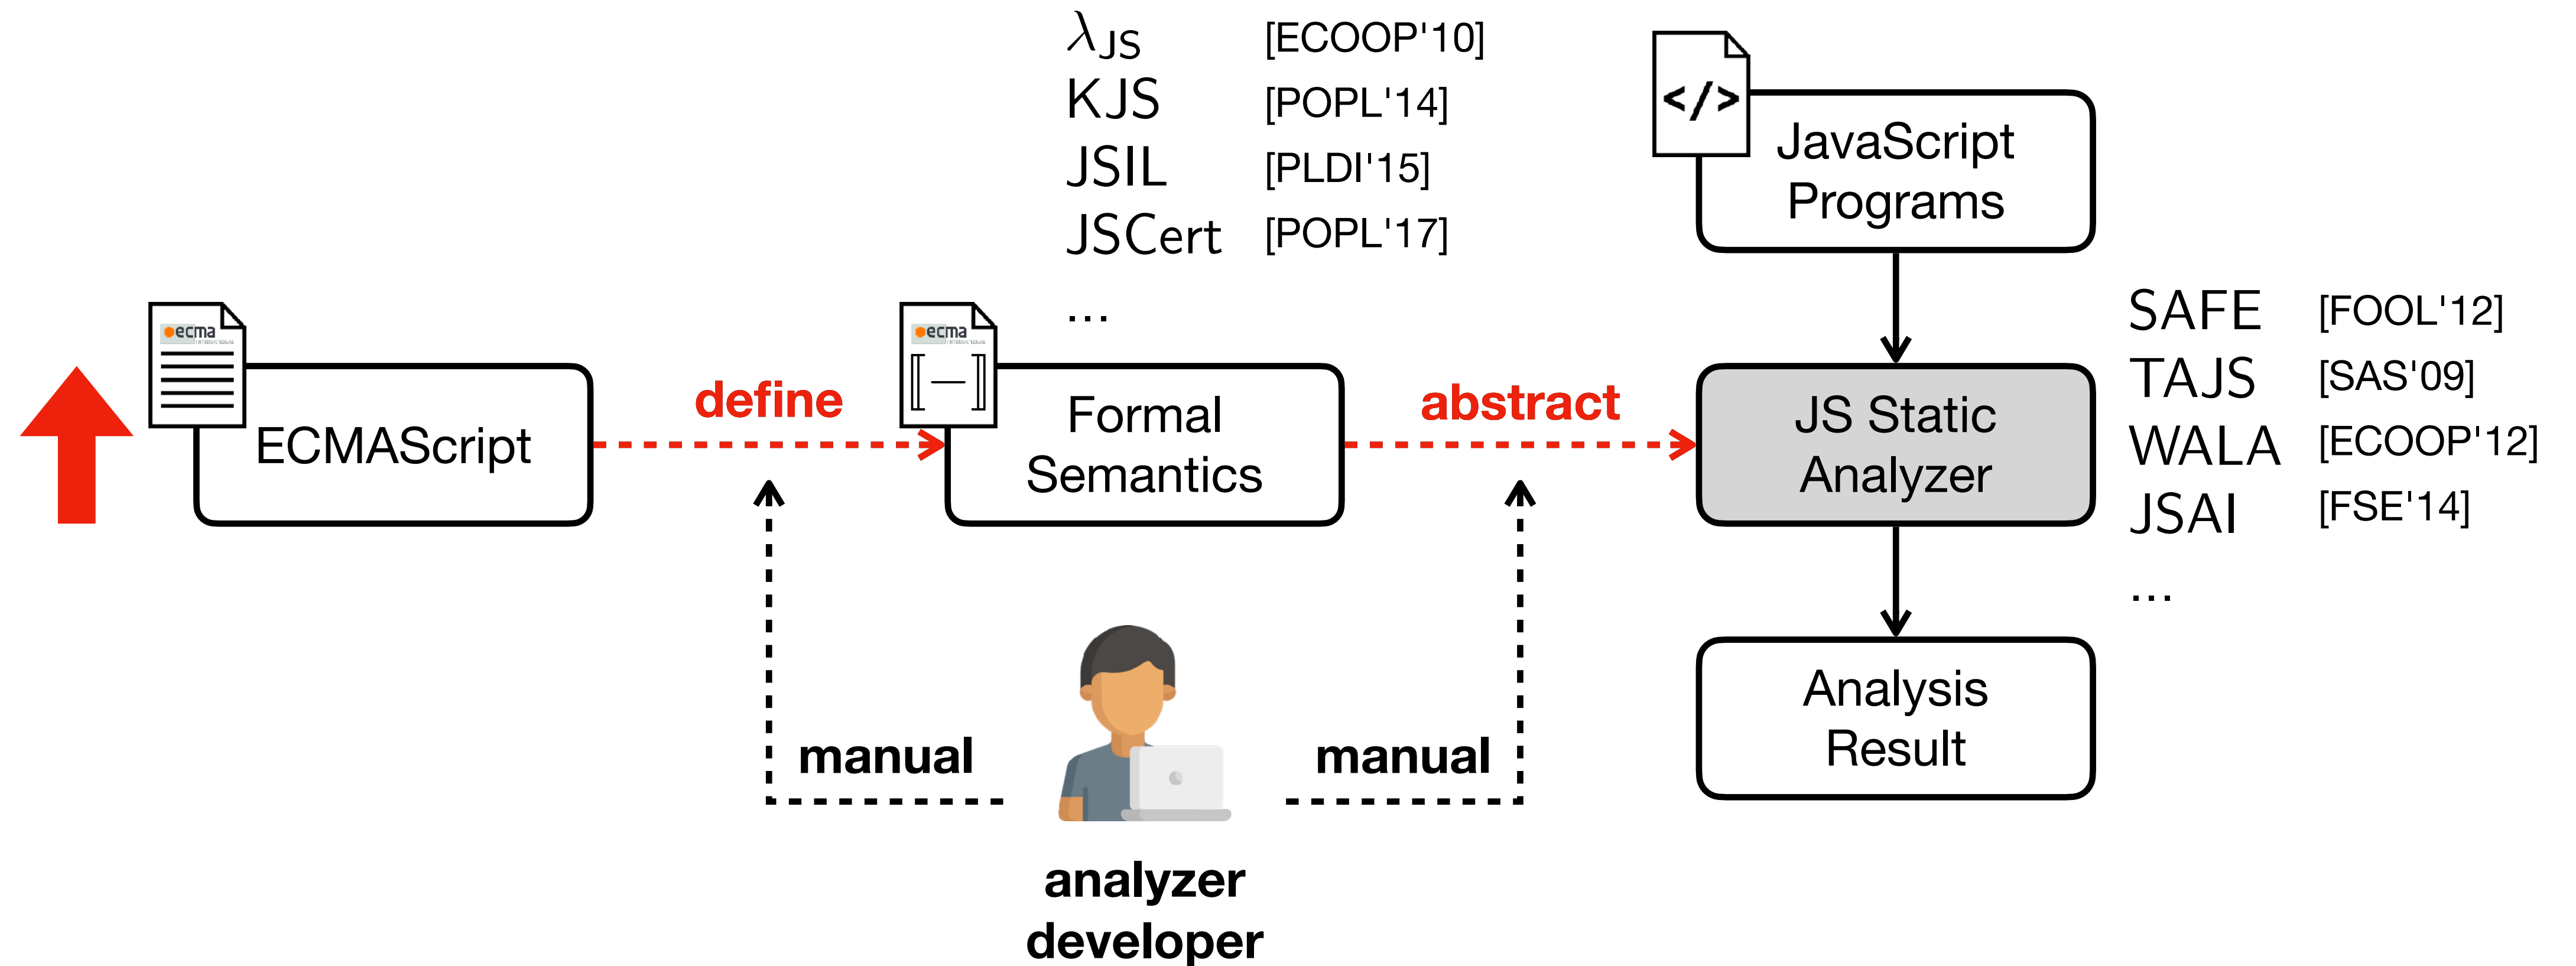 λJS [ECOOP'10]
KJS [POPL'14]
JSIL [PLDI'15]
JSCert [POPL'17]
...
</>
JavaScript
Programs
SAFE [FOOL'12]
TAJS [SAS'09]
WALA [ECOOP'12]
JSAI [FSE'14]
...
ecma
ECMAScript
define
ecma
⟦—⟧
Formal
Semantics
abstract
JS Static
Analyzer
manual
manual
Analysis
Result
analyzer
developer